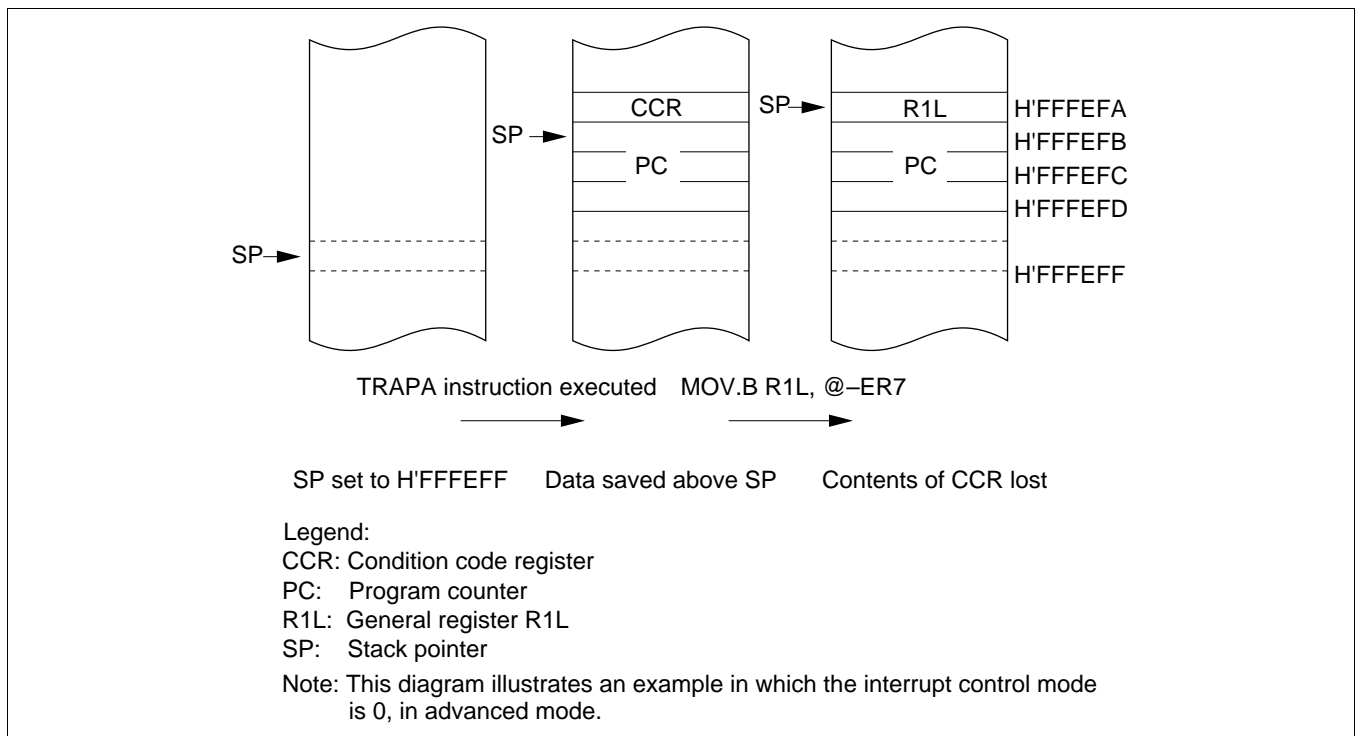 CCR
SP
R1L
H'FFFEFA
SP
H'FFFEFB
PC
PC
H'FFFEFC
H'FFFEFD
SP
H'FFFEFF
TRAPA instruction executed
MOV.B R1L, @–ER7
SP set to H'FFFEFF
Data saved above SP
Contents of CCR lost
Legend:
CCR: Condition code register
PC: Program counter
R1L: General register R1L
SP: Stack pointer
Note: This diagram illustrates an example in which the interrupt control mode
is 0, in advanced mode.